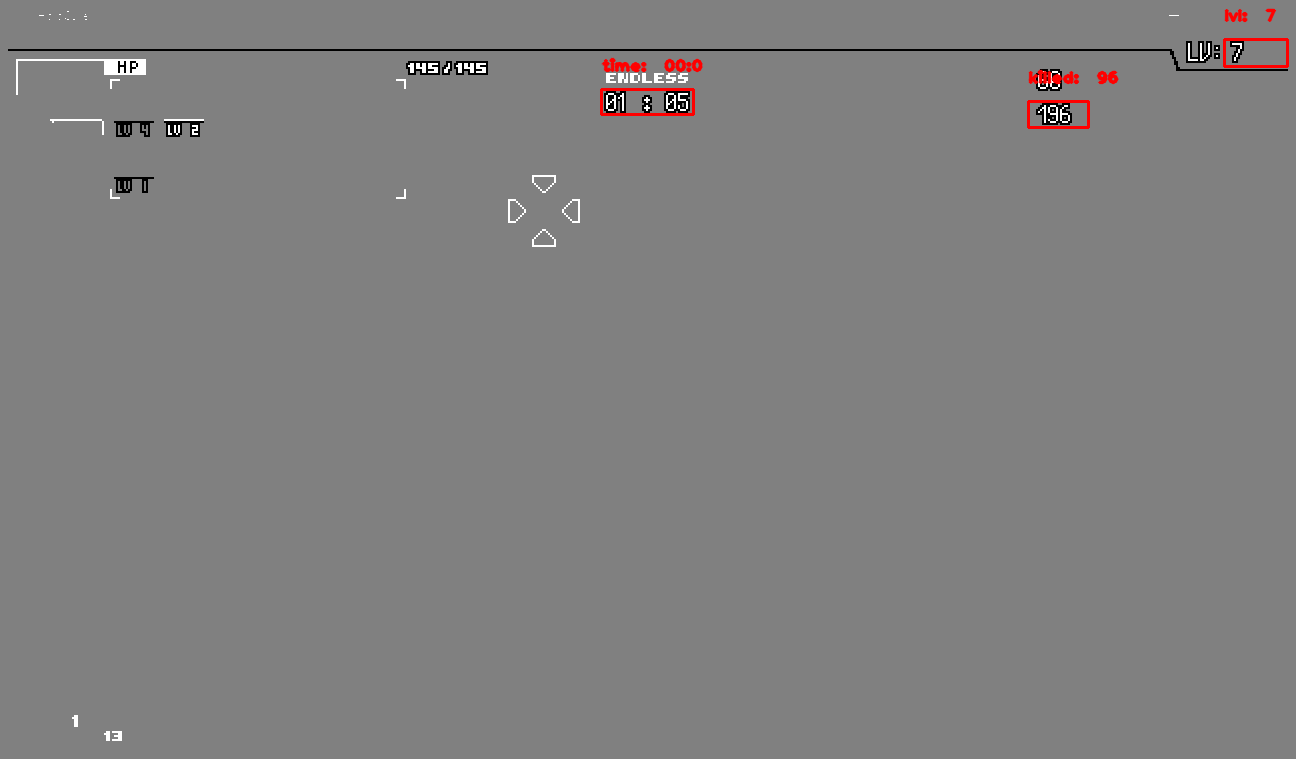 lvl: 7
LV: 7
HP 145/145
time: 00:0
ENDLESS
killed: 96
01 : 05
196
LV 4 LV 2
LV 1
1
13